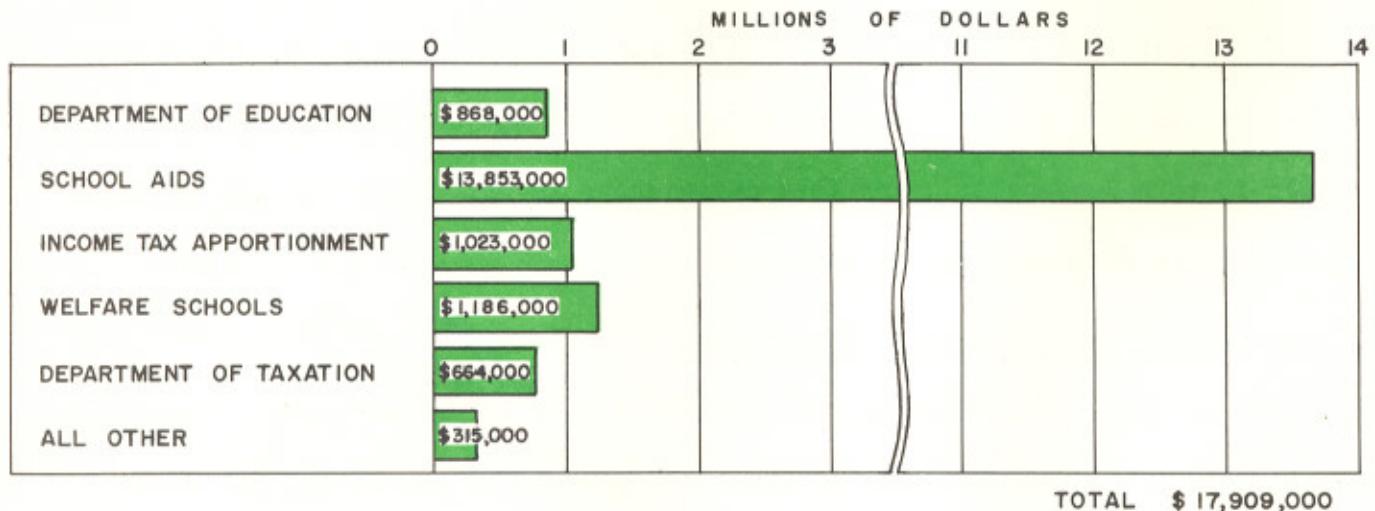 MILLIONS OF DOLLARS
0 1 2 3 11 12 13 14
DEPARTMENT OF EDUCATION $868,000
SCHOOL AIDS $13,853,000
INCOME TAX APPORTIONMENT $1,023,000
WELFARE SCHOOLS $1,186,000
DEPARTMENT OF TAXATION $664,000
ALL OTHER $315,000
TOTAL $17,909,000